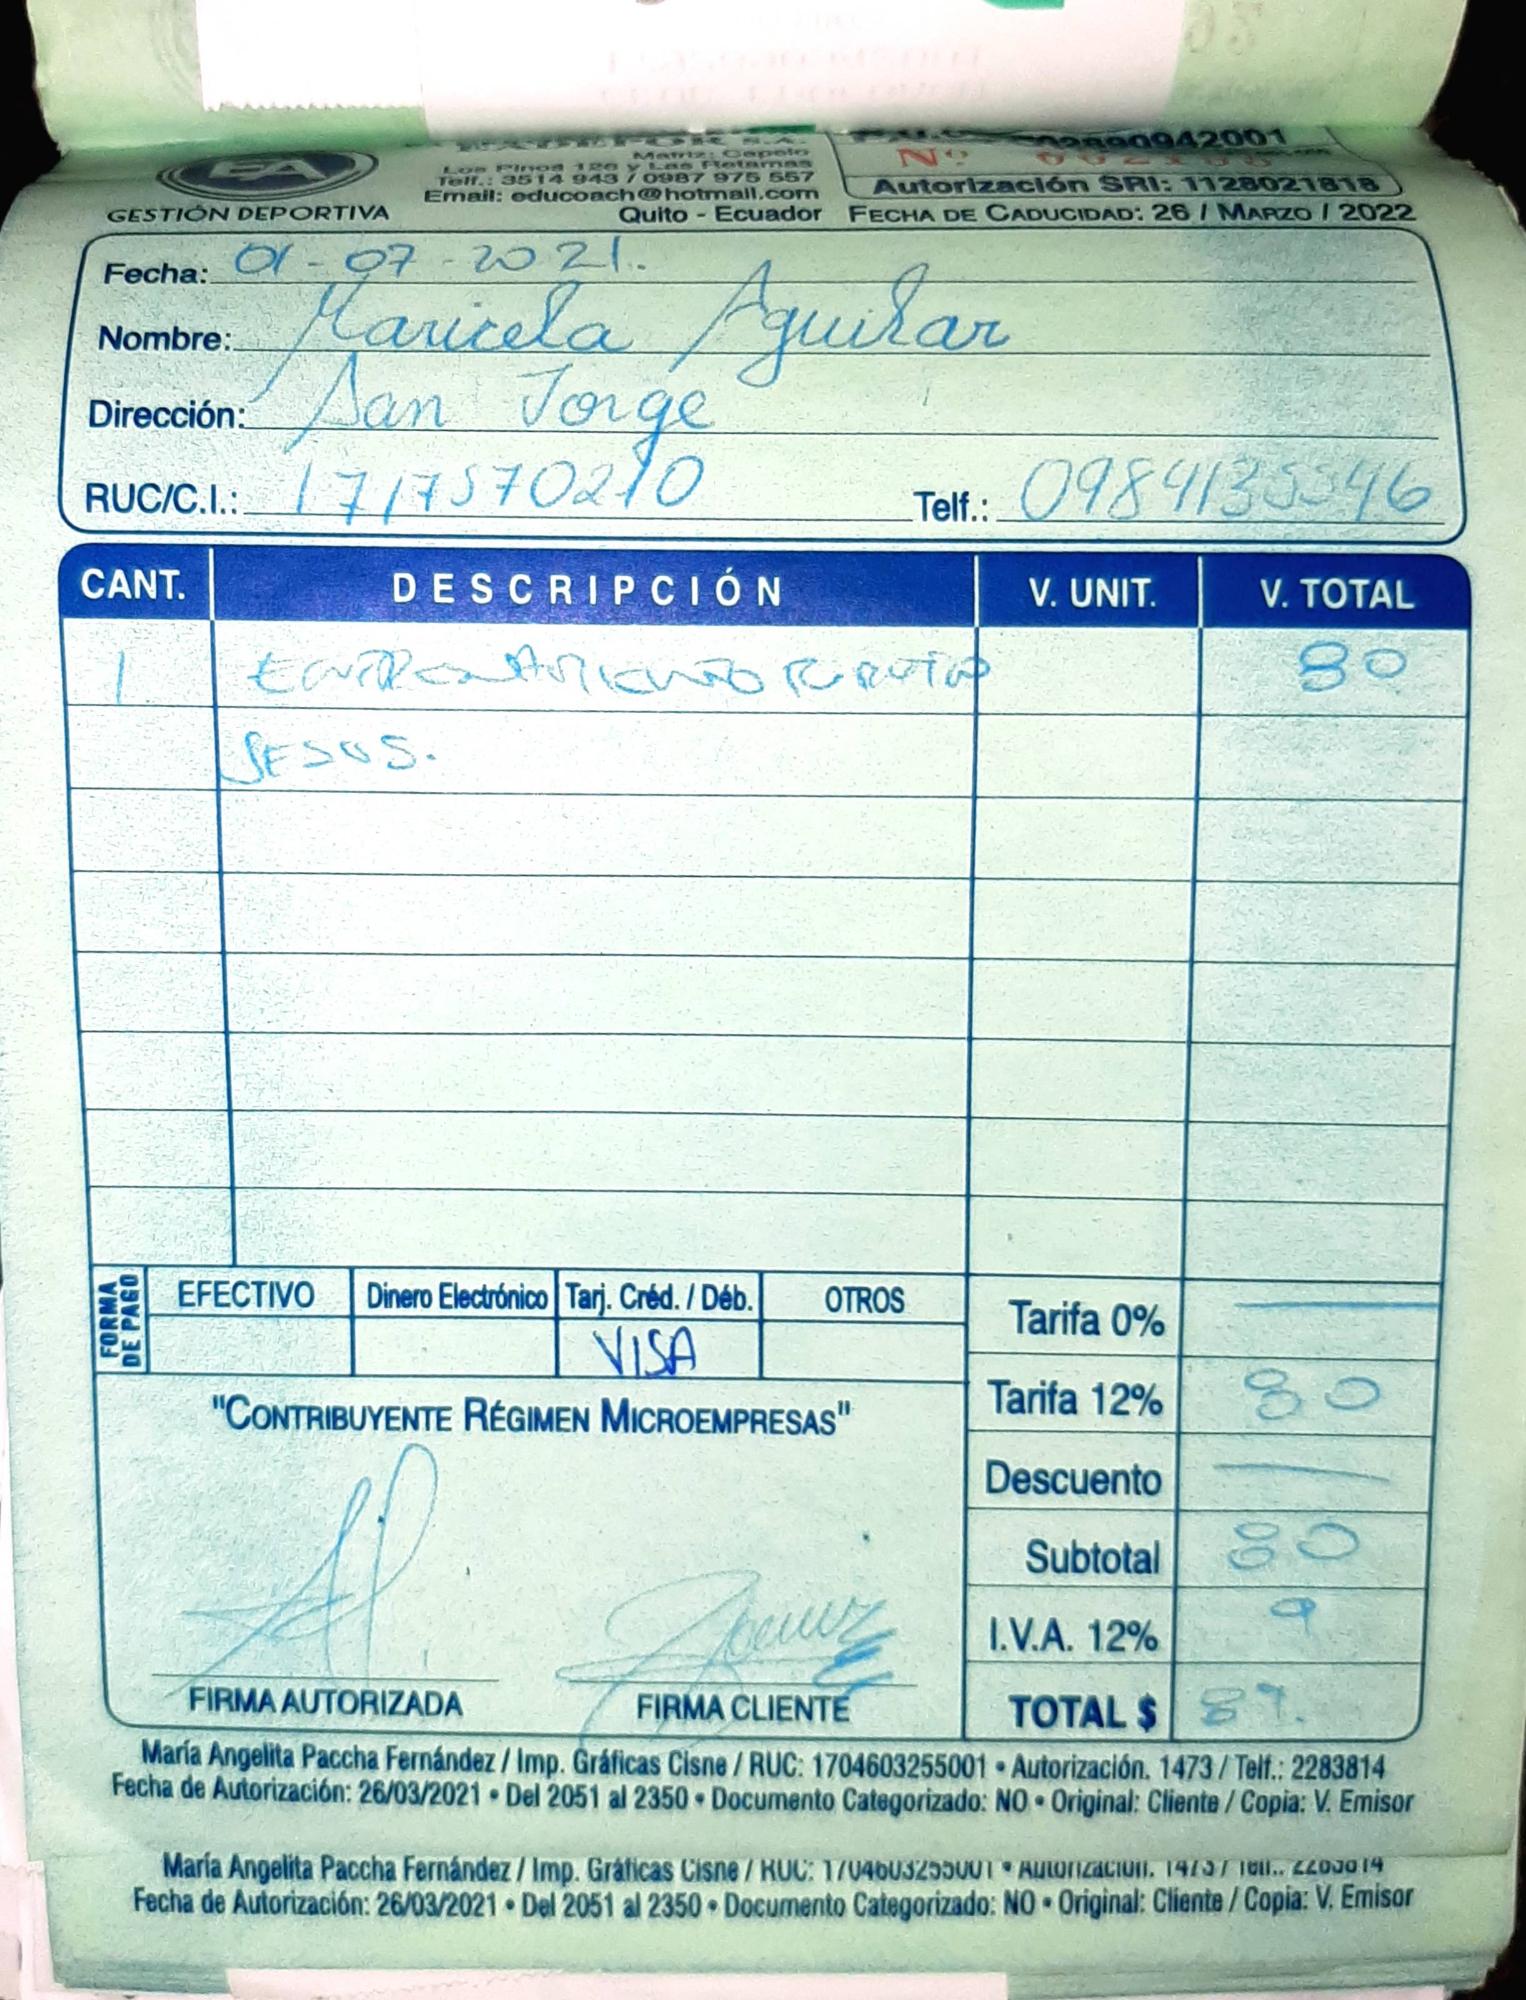 S.A.
Matriz: Capelo
Los Pinos 126 y Las Retamas
Telf.: 3514 943 / 0987 975 557
Email: educoach@hotmail.com
Quito - Ecuador
EA
GESTIÓN DEPORTIVA
Nº
Autorización SRI: 1128021818
FECHA DE CADUCIDAD: 26 / MARZO / 2022
Fecha: 01-07-2021.
Nombre: Maricela Aguilar
Dirección: San Jorge
RUC/C.I.: 1717570210 Telf.: 0984135546
CANT. DESCRIPCIÓN V. UNIT. V. TOTAL
1 80
JESUS.
FORMA DE PAGO
EFECTIVO Dinero Electrónico Tarj. Créd. / Déb. OTROS
VISA
Tarifa 0%
Tarifa 12% 80
Descuento
Subtotal 80
I.V.A. 12% 9
TOTAL $ 89.
"CONTRIBUYENTE RÉGIMEN MICROEMPRESAS"
FIRMA AUTORIZADA FIRMA CLIENTE
María Angelita Paccha Fernández / Imp. Gráficas Cisne / RUC: 1704603255001 • Autorización. 1473 / Telf.: 2283814
Fecha de Autorización: 26/03/2021 • Del 2051 al 2350 • Documento Categorizado: NO • Original: Cliente / Copia: V. Emisor
María Angelita Paccha Fernández / Imp. Gráficas Cisne / RUC: 1704603255001 • Autorización. 1473 / Telf.: 2283814
Fecha de Autorización: 26/03/2021 • Del 2051 al 2350 • Documento Categorizado: NO • Original: Cliente / Copia: V. Emisor